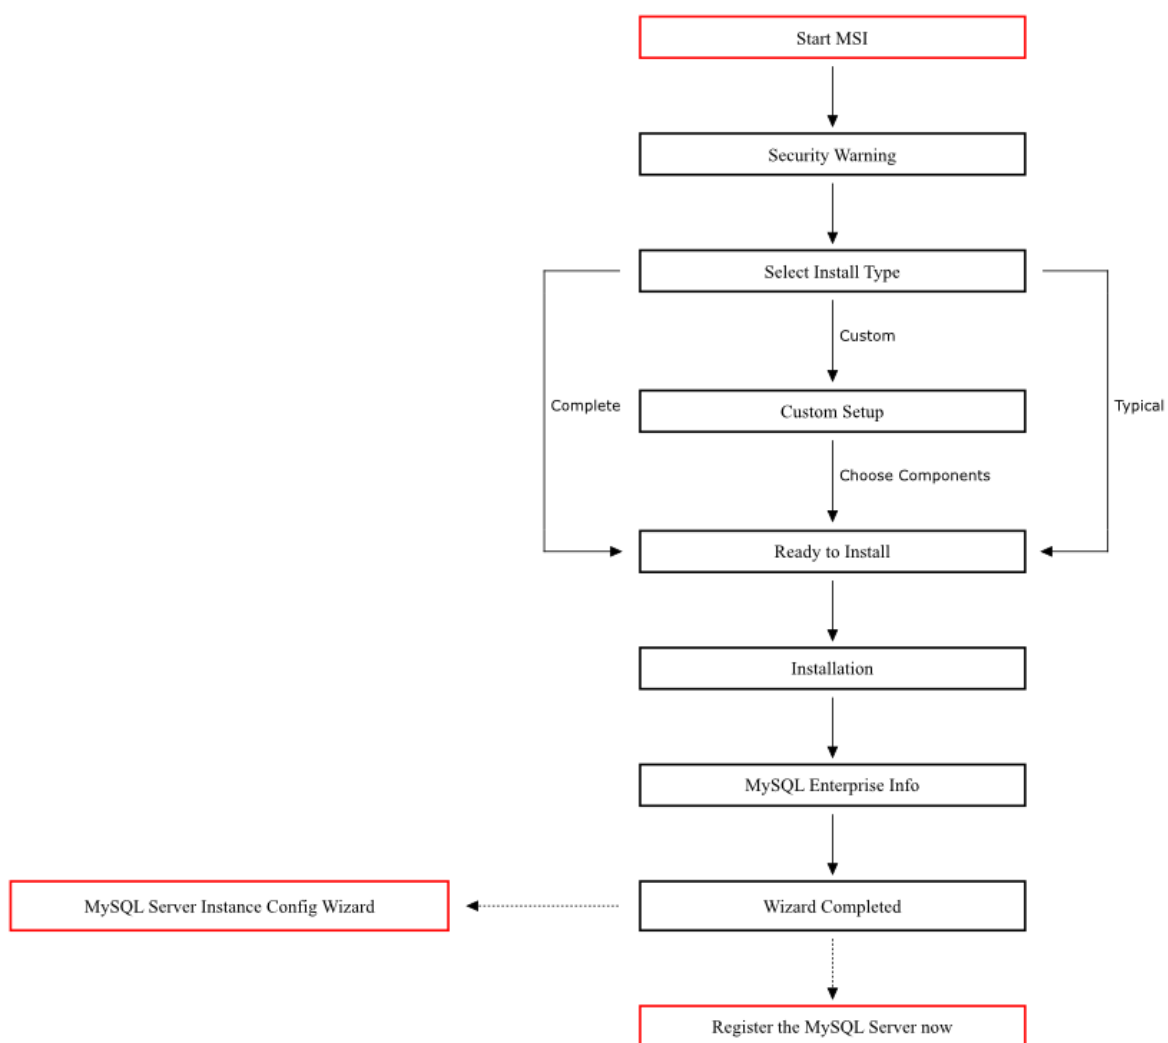 Start MSI
Security Warning
Select Install Type
Custom
Complete
Custom Setup
Typical
Choose Components
Ready to Install
Installation
MySQL Enterprise Info
MySQL Server Instance Config Wizard
Wizard Completed
Register the MySQL Server now